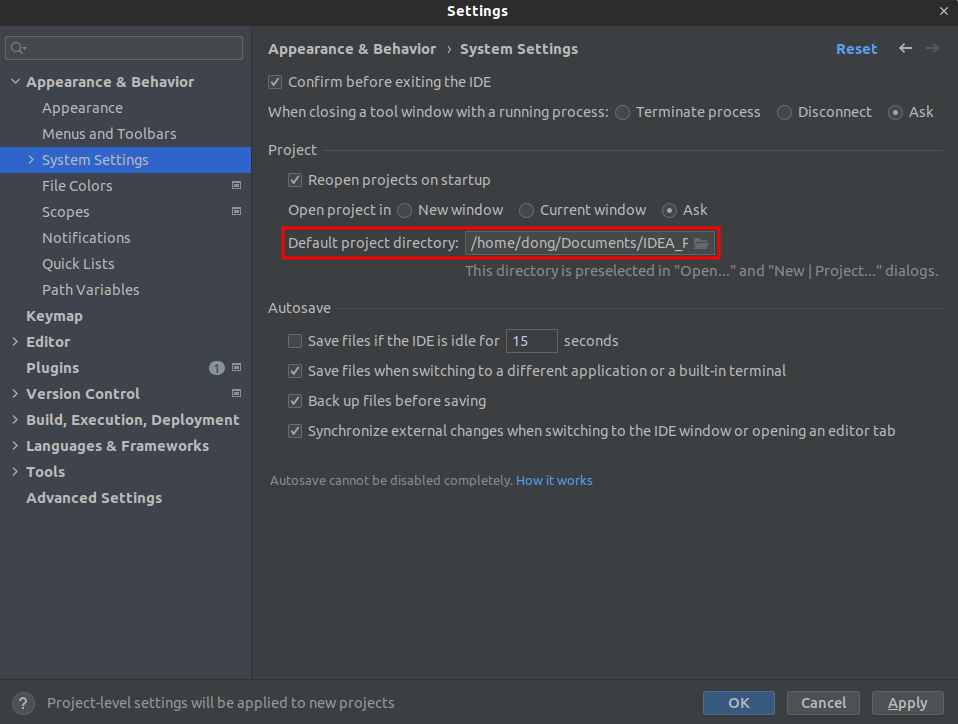 Settings
Appearance & Behavior › System Settings
Reset
Appearance & Behavior
Appearance
Menus and Toolbars
System Settings
File Colors
Scopes
Notifications
Quick Lists
Path Variables
Keymap
Editor
Plugins 1
Version Control
Build, Execution, Deployment
Languages & Frameworks
Tools
Advanced Settings
Confirm before exiting the IDE
When closing a tool window with a running process: Terminate process Disconnect Ask
Project
Reopen projects on startup
Open project in New window Current window Ask
Default project directory: /home/dong/Documents/IDEA_P
This directory is preselected in "Open..." and "New | Project..." dialogs.
Autosave
Save files if the IDE is idle for 15 seconds
Save files when switching to a different application or a built-in terminal
Back up files before saving
Synchronize external changes when switching to the IDE window or opening an editor tab
Autosave cannot be disabled completely. How it works
? Project-level settings will be applied to new projects
OK Cancel Apply